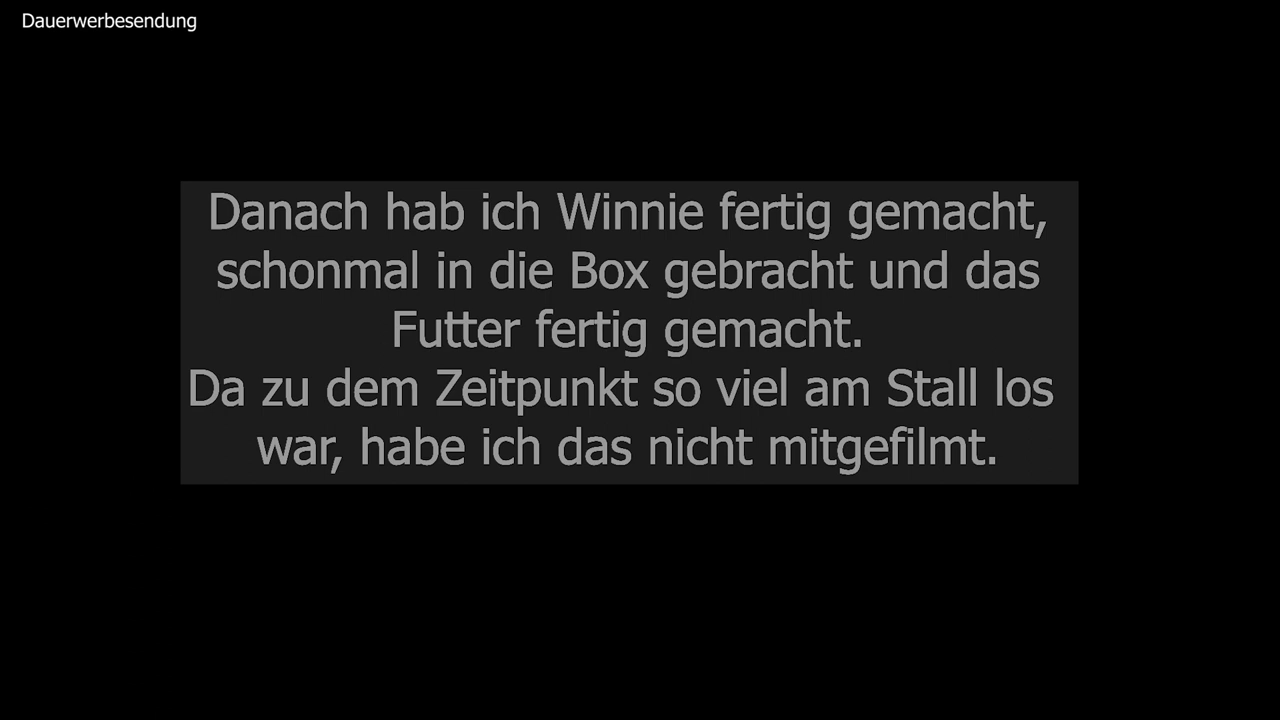 Dauerwerbesendung
Danach hab ich Winnie fertig gemacht,
schonmal in die Box gebracht und das
Futter fertig gemacht.
Da zu dem Zeitpunkt so viel am Stall los
war, habe ich das nicht mitgefilmt.